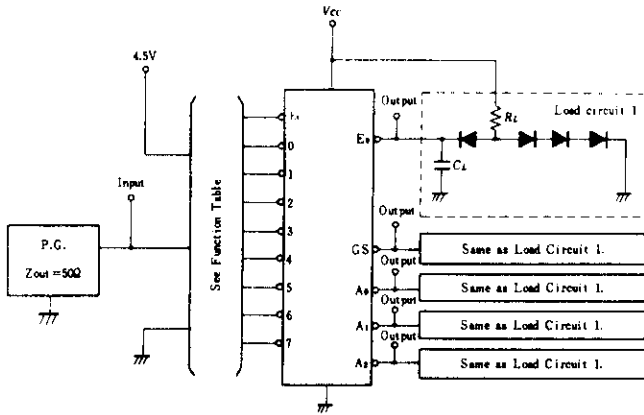 Vcc
4.5V
Output
Load circuit 1
RL
E0
CL
0
1
2
3
4
5
6
7
Input
See Function Table
P.G.
Zout=50Ω
Output
GS
Same as Load Circuit 1.
Output
A0
Same as Load Circuit 1.
Output
A1
Same as Load Circuit 1.
Output
A2
Same as Load Circuit 1.